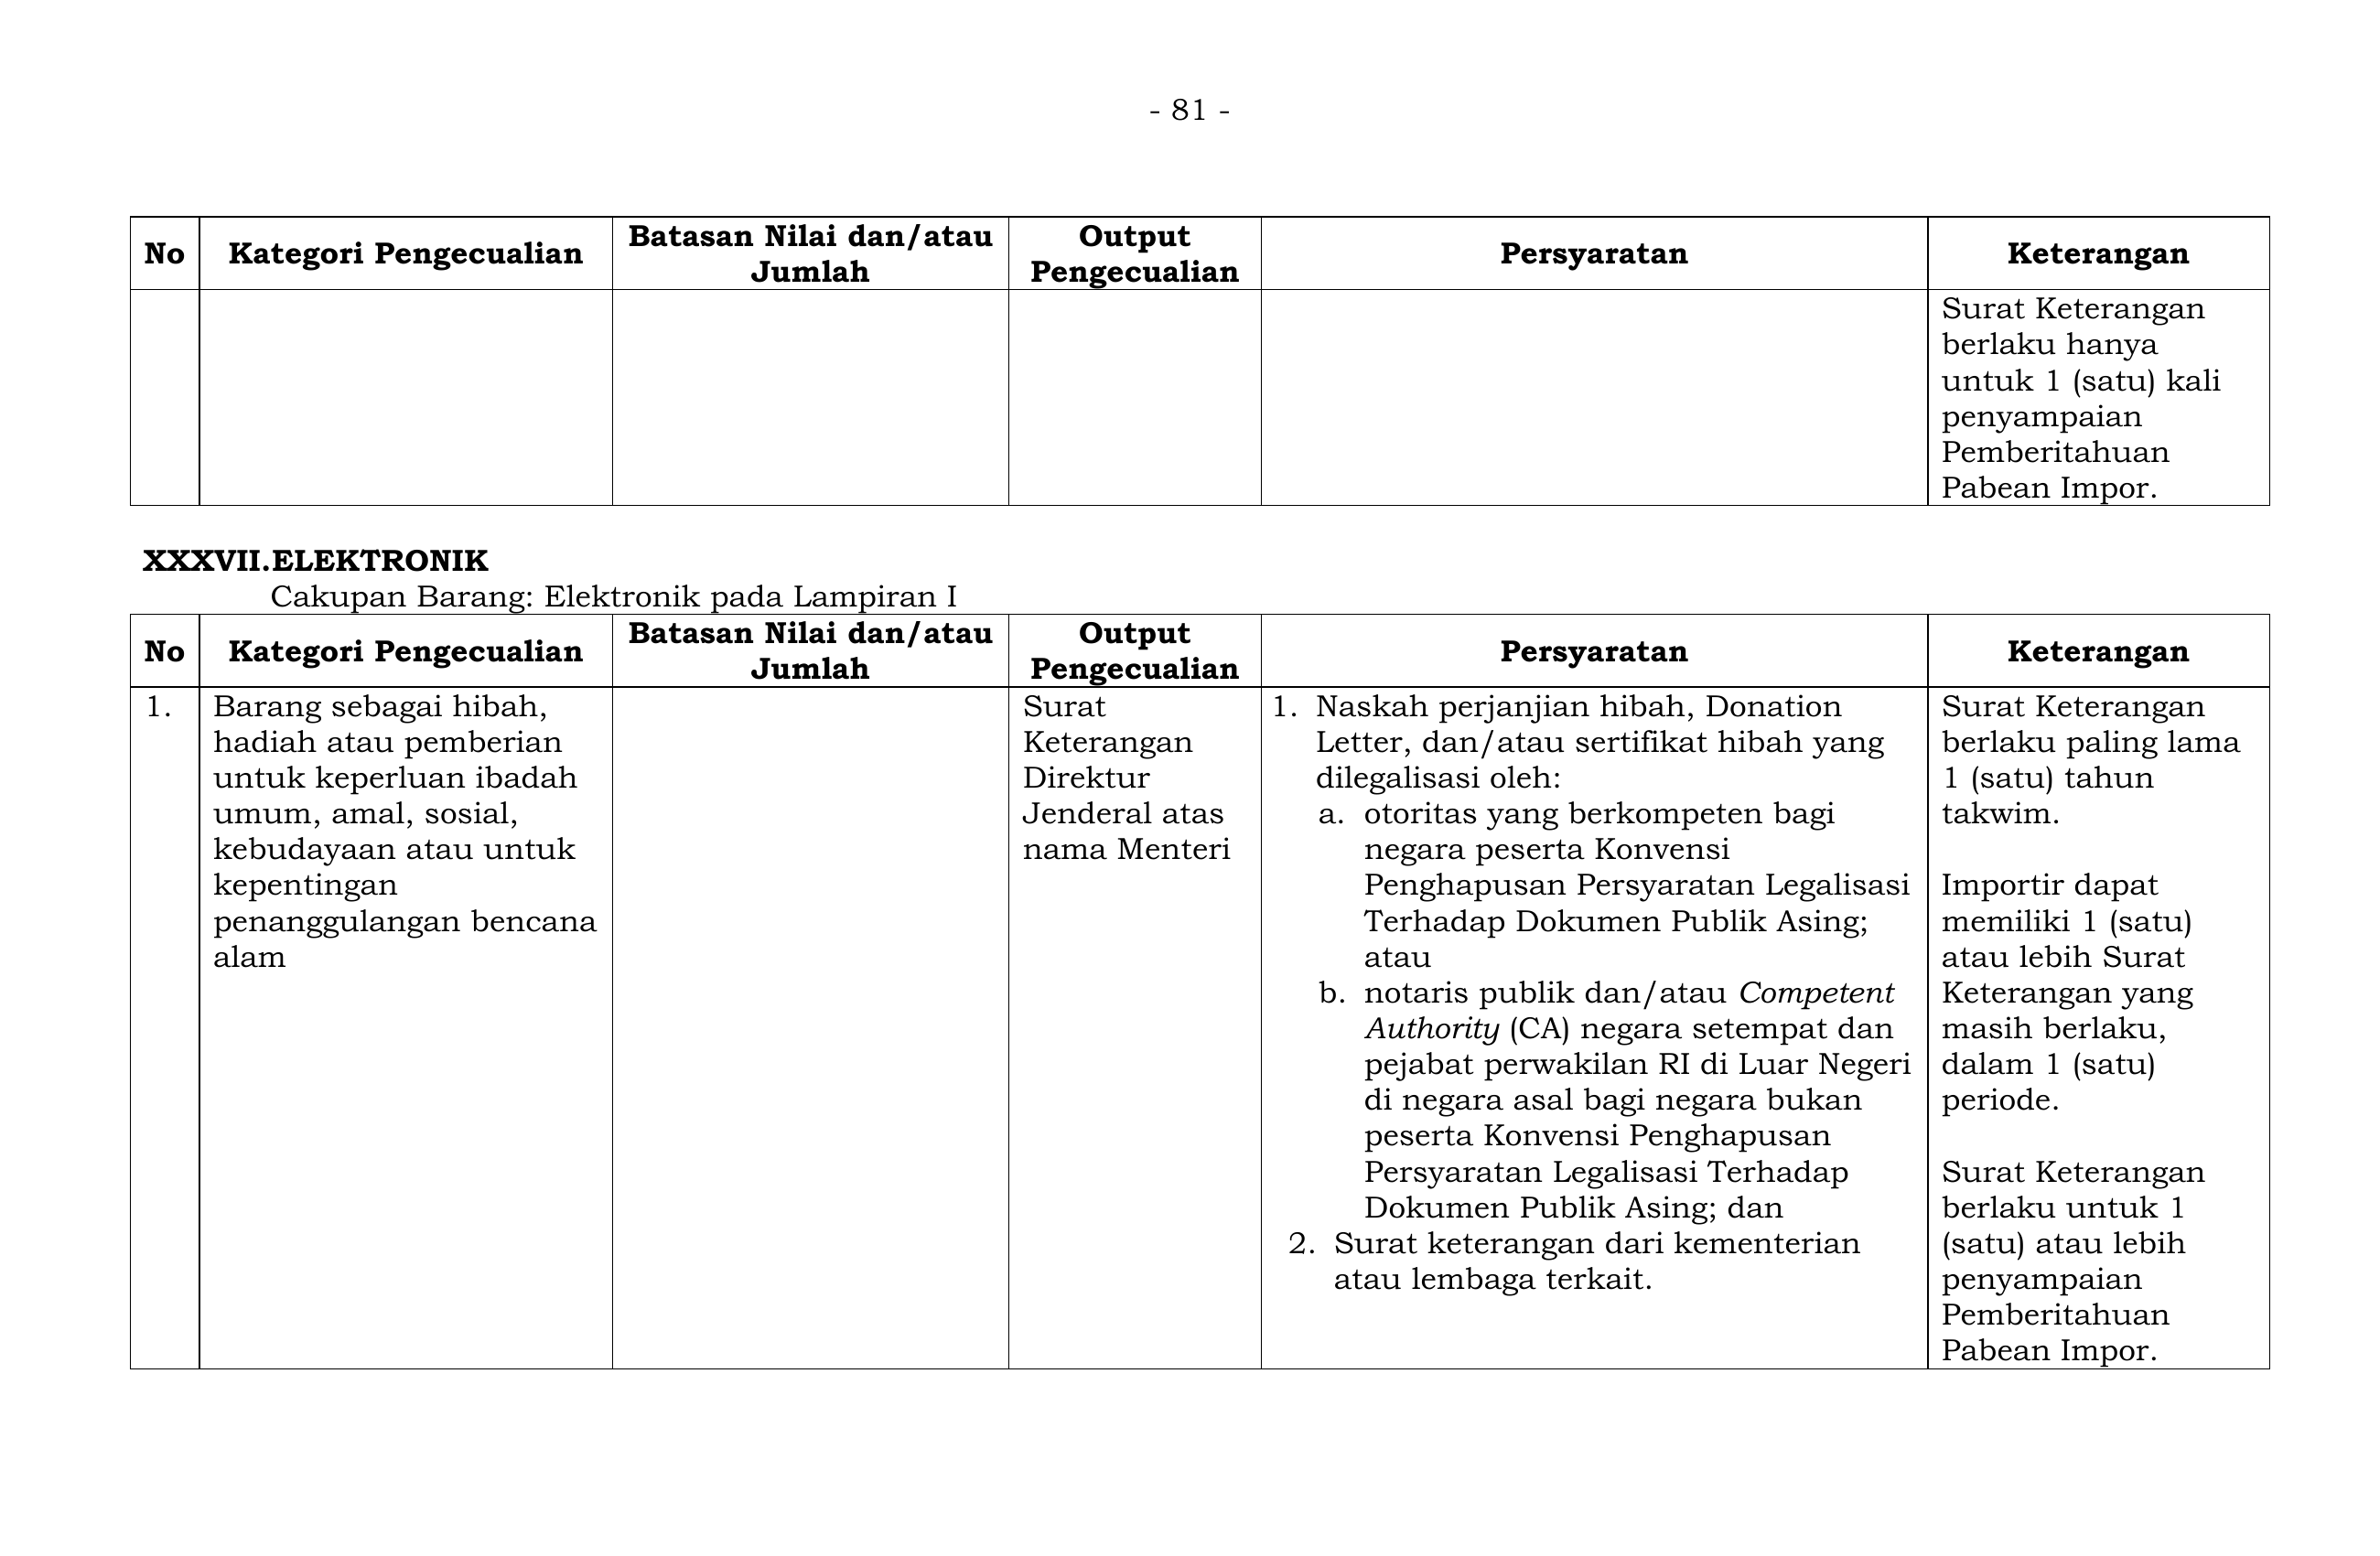 - 81 -
No
Kategori Pengecualian
Batasan Nilai dan/atau
Jumlah
Output
Pengecualian
Persyaratan
Keterangan
Surat Keterangan
berlaku hanya
untuk 1 (satu) kali
penyampaian
Pemberitahuan
Pabean Impor.
XXXVII.ELEKTRONIK
Cakupan Barang: Elektronik pada Lampiran I
No
Kategori Pengecualian
Batasan Nilai dan/atau
Jumlah
Output
Pengecualian
Persyaratan
Keterangan
1.
Barang sebagai hibah,
hadiah atau pemberian
untuk keperluan ibadah
umum, amal, sosial,
kebudayaan atau untuk
kepentingan
penanggulangan bencana
alam
Surat
Keterangan
Direktur
Jenderal atas
nama Menteri
1. Naskah perjanjian hibah, Donation
Letter, dan/atau sertifikat hibah yang
dilegalisasi oleh:
a. otoritas yang berkompeten bagi
negara peserta Konvensi
Penghapusan Persyaratan Legalisasi
Terhadap Dokumen Publik Asing;
atau
b. notaris publik dan/atau Competent
Authority (CA) negara setempat dan
pejabat perwakilan RI di Luar Negeri
di negara asal bagi negara bukan
peserta Konvensi Penghapusan
Persyaratan Legalisasi Terhadap
Dokumen Publik Asing; dan
2. Surat keterangan dari kementerian
atau lembaga terkait.
Surat Keterangan
berlaku paling lama
1 (satu) tahun
takwim.
Importir dapat
memiliki 1 (satu)
atau lebih Surat
Keterangan yang
masih berlaku,
dalam 1 (satu)
periode.
Surat Keterangan
berlaku untuk 1
(satu) atau lebih
penyampaian
Pemberitahuan
Pabean Impor.